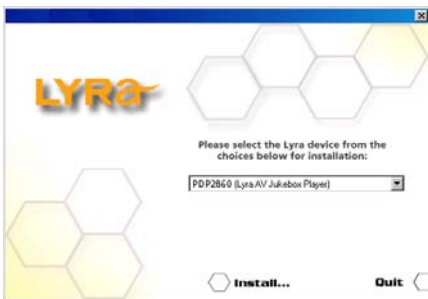 LYRa
Please select the Lyra device from the
choices below for installation:
PDP2860 (Lyra AV Jukebox Player)
Install... Quit